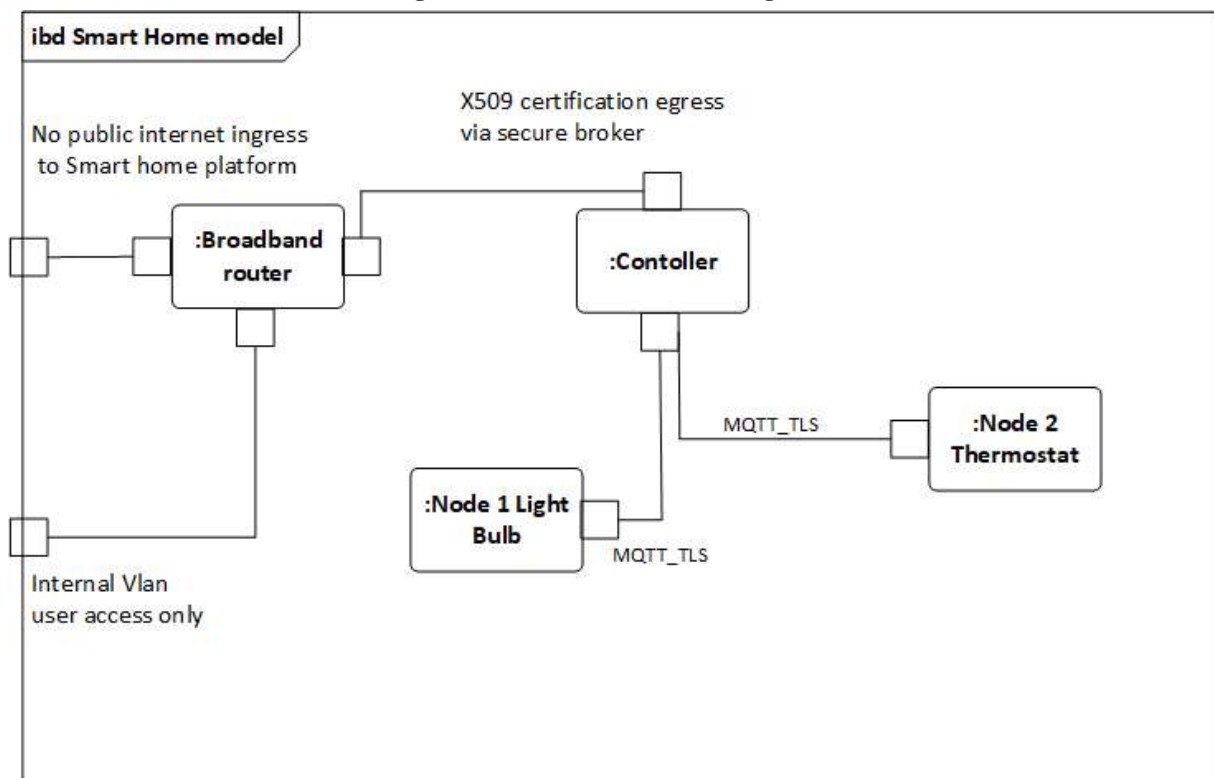 ibd Smart Home model
X509 certification egress
via secure broker
No public internet ingress
to Smart home platform
:Broadband
router
:Contoller
MQTT_TLS
:Node 2
Thermostat
:Node 1 Light
Bulb
MQTT_TLS
Internal Vlan
user access only